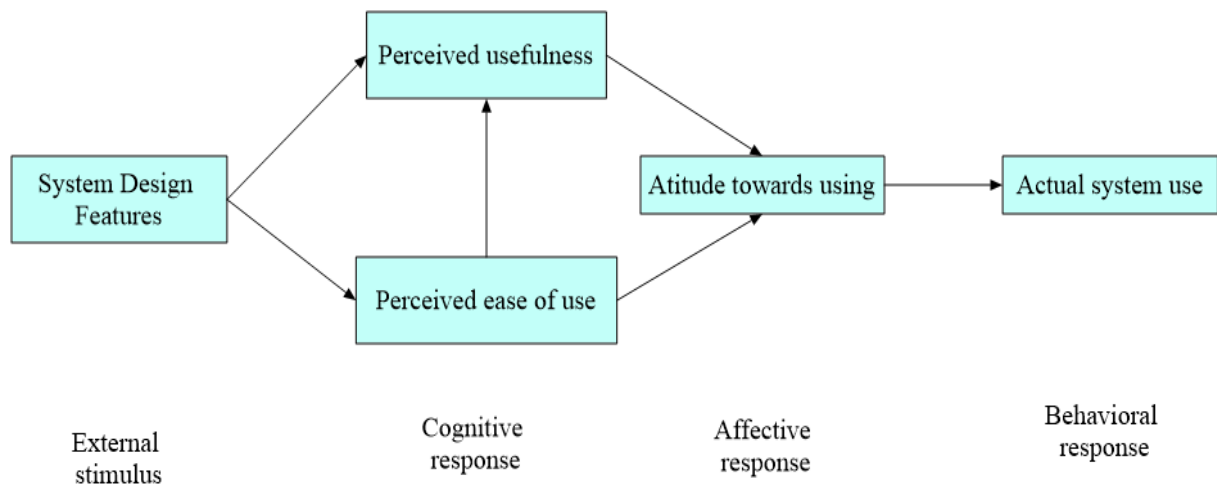 Perceived usefulness
System Design
Features
Atitude towards using
Actual system use
Perceived ease of use
External
stimulus
Cognitive
response
Affective
response
Behavioral
response